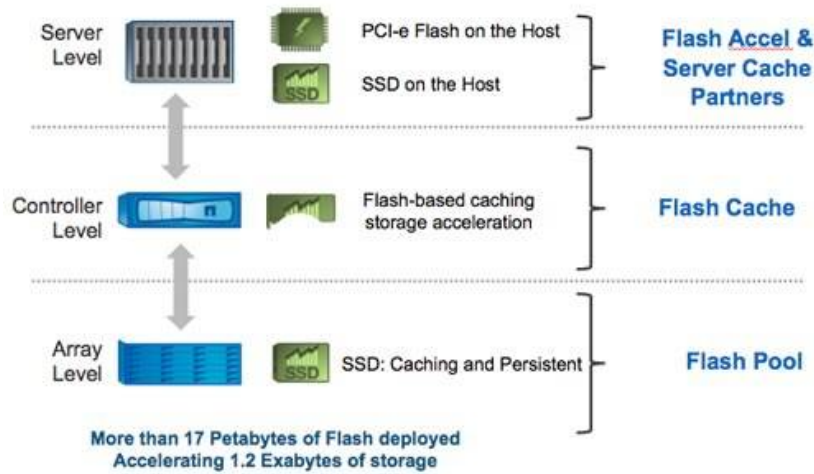 Server
Level
PCI-e Flash on the Host
SSD
SSD on the Host
Flash Accel &
Server Cache
Partners
Controller
Level
Flash-based caching
storage acceleration
Flash Cache
Array
Level
SSD
SSD: Caching and Persistent
Flash Pool
More than 17 Petabytes of Flash deployed
Accelerating 1.2 Exabytes of storage